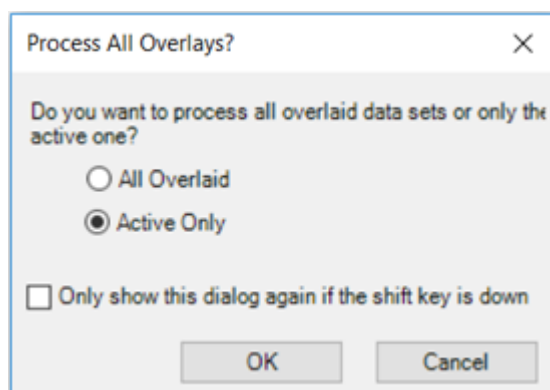 Process All Overlays?
Do you want to process all overlaid data sets or only the
active one?
All Overlaid
Active Only
Only show this dialog again if the shift key is down
OK
Cancel